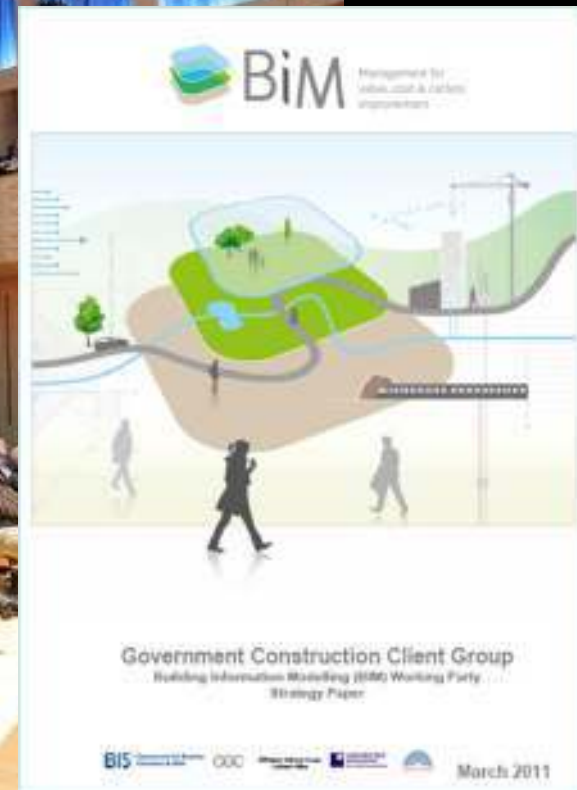 BiM
Management for
value, cost & carbon
improvement
Government Construction Client Group
Building Information Modelling (BIM) Working Party
Strategy Paper
BIS
OGC
March 2011